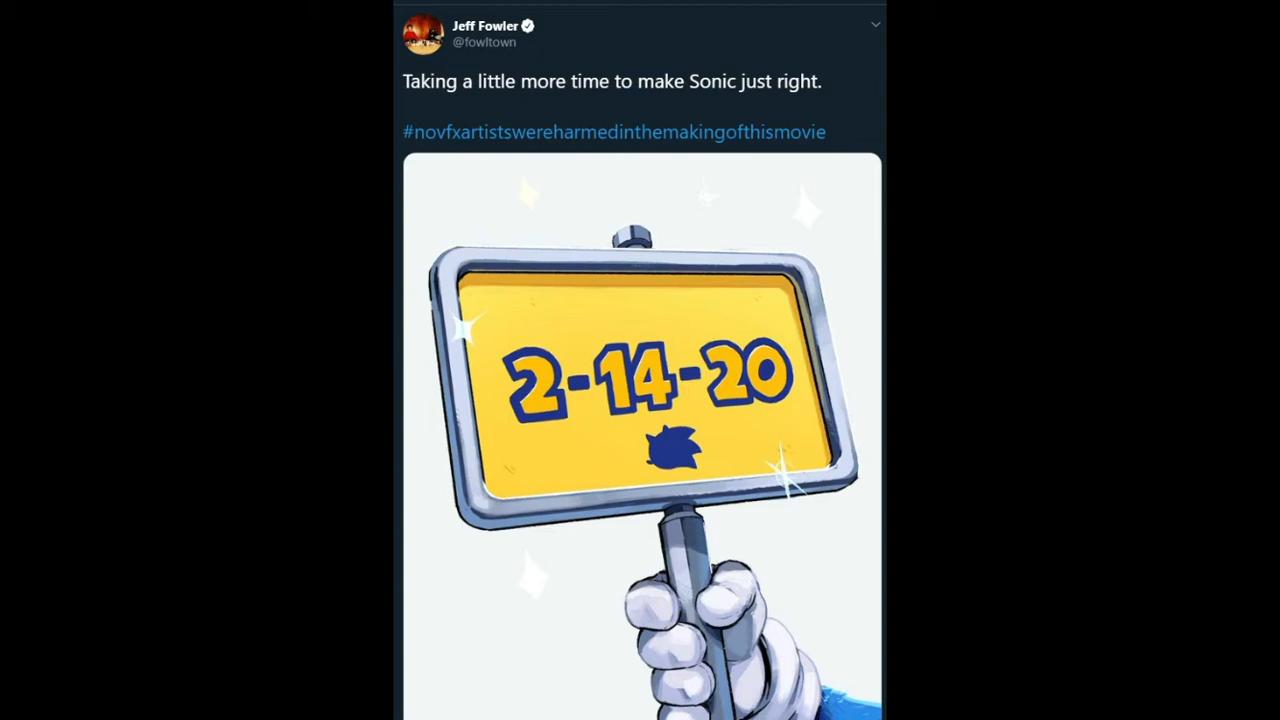 Jeff Fowler
@fowltown
Taking a little more time to make Sonic just right.
#novfxartistswereharmedinthemakingofthismovie
2-14-20